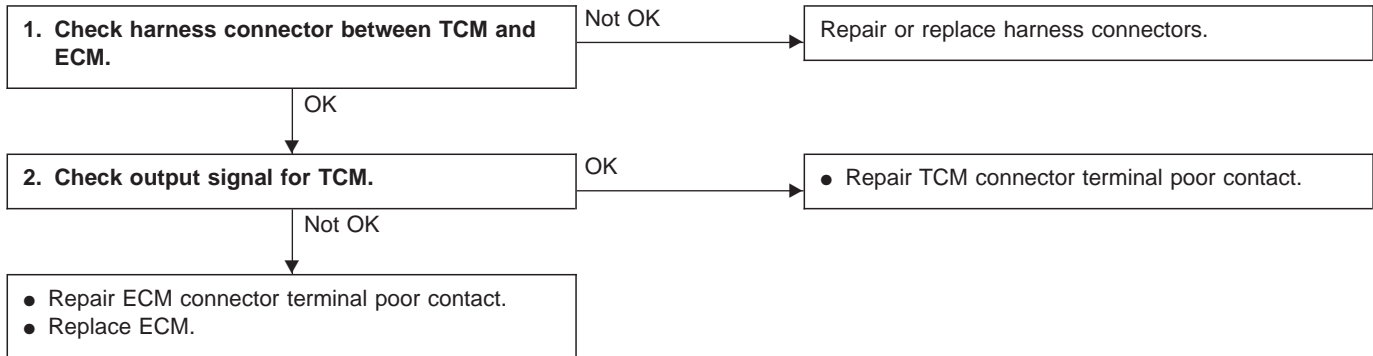 1. Check harness connector between TCM and
ECM.
Not OK
Repair or replace harness connectors.
OK
2. Check output signal for TCM.
OK
● Repair TCM connector terminal poor contact.
Not OK
● Repair ECM connector terminal poor contact.
● Replace ECM.